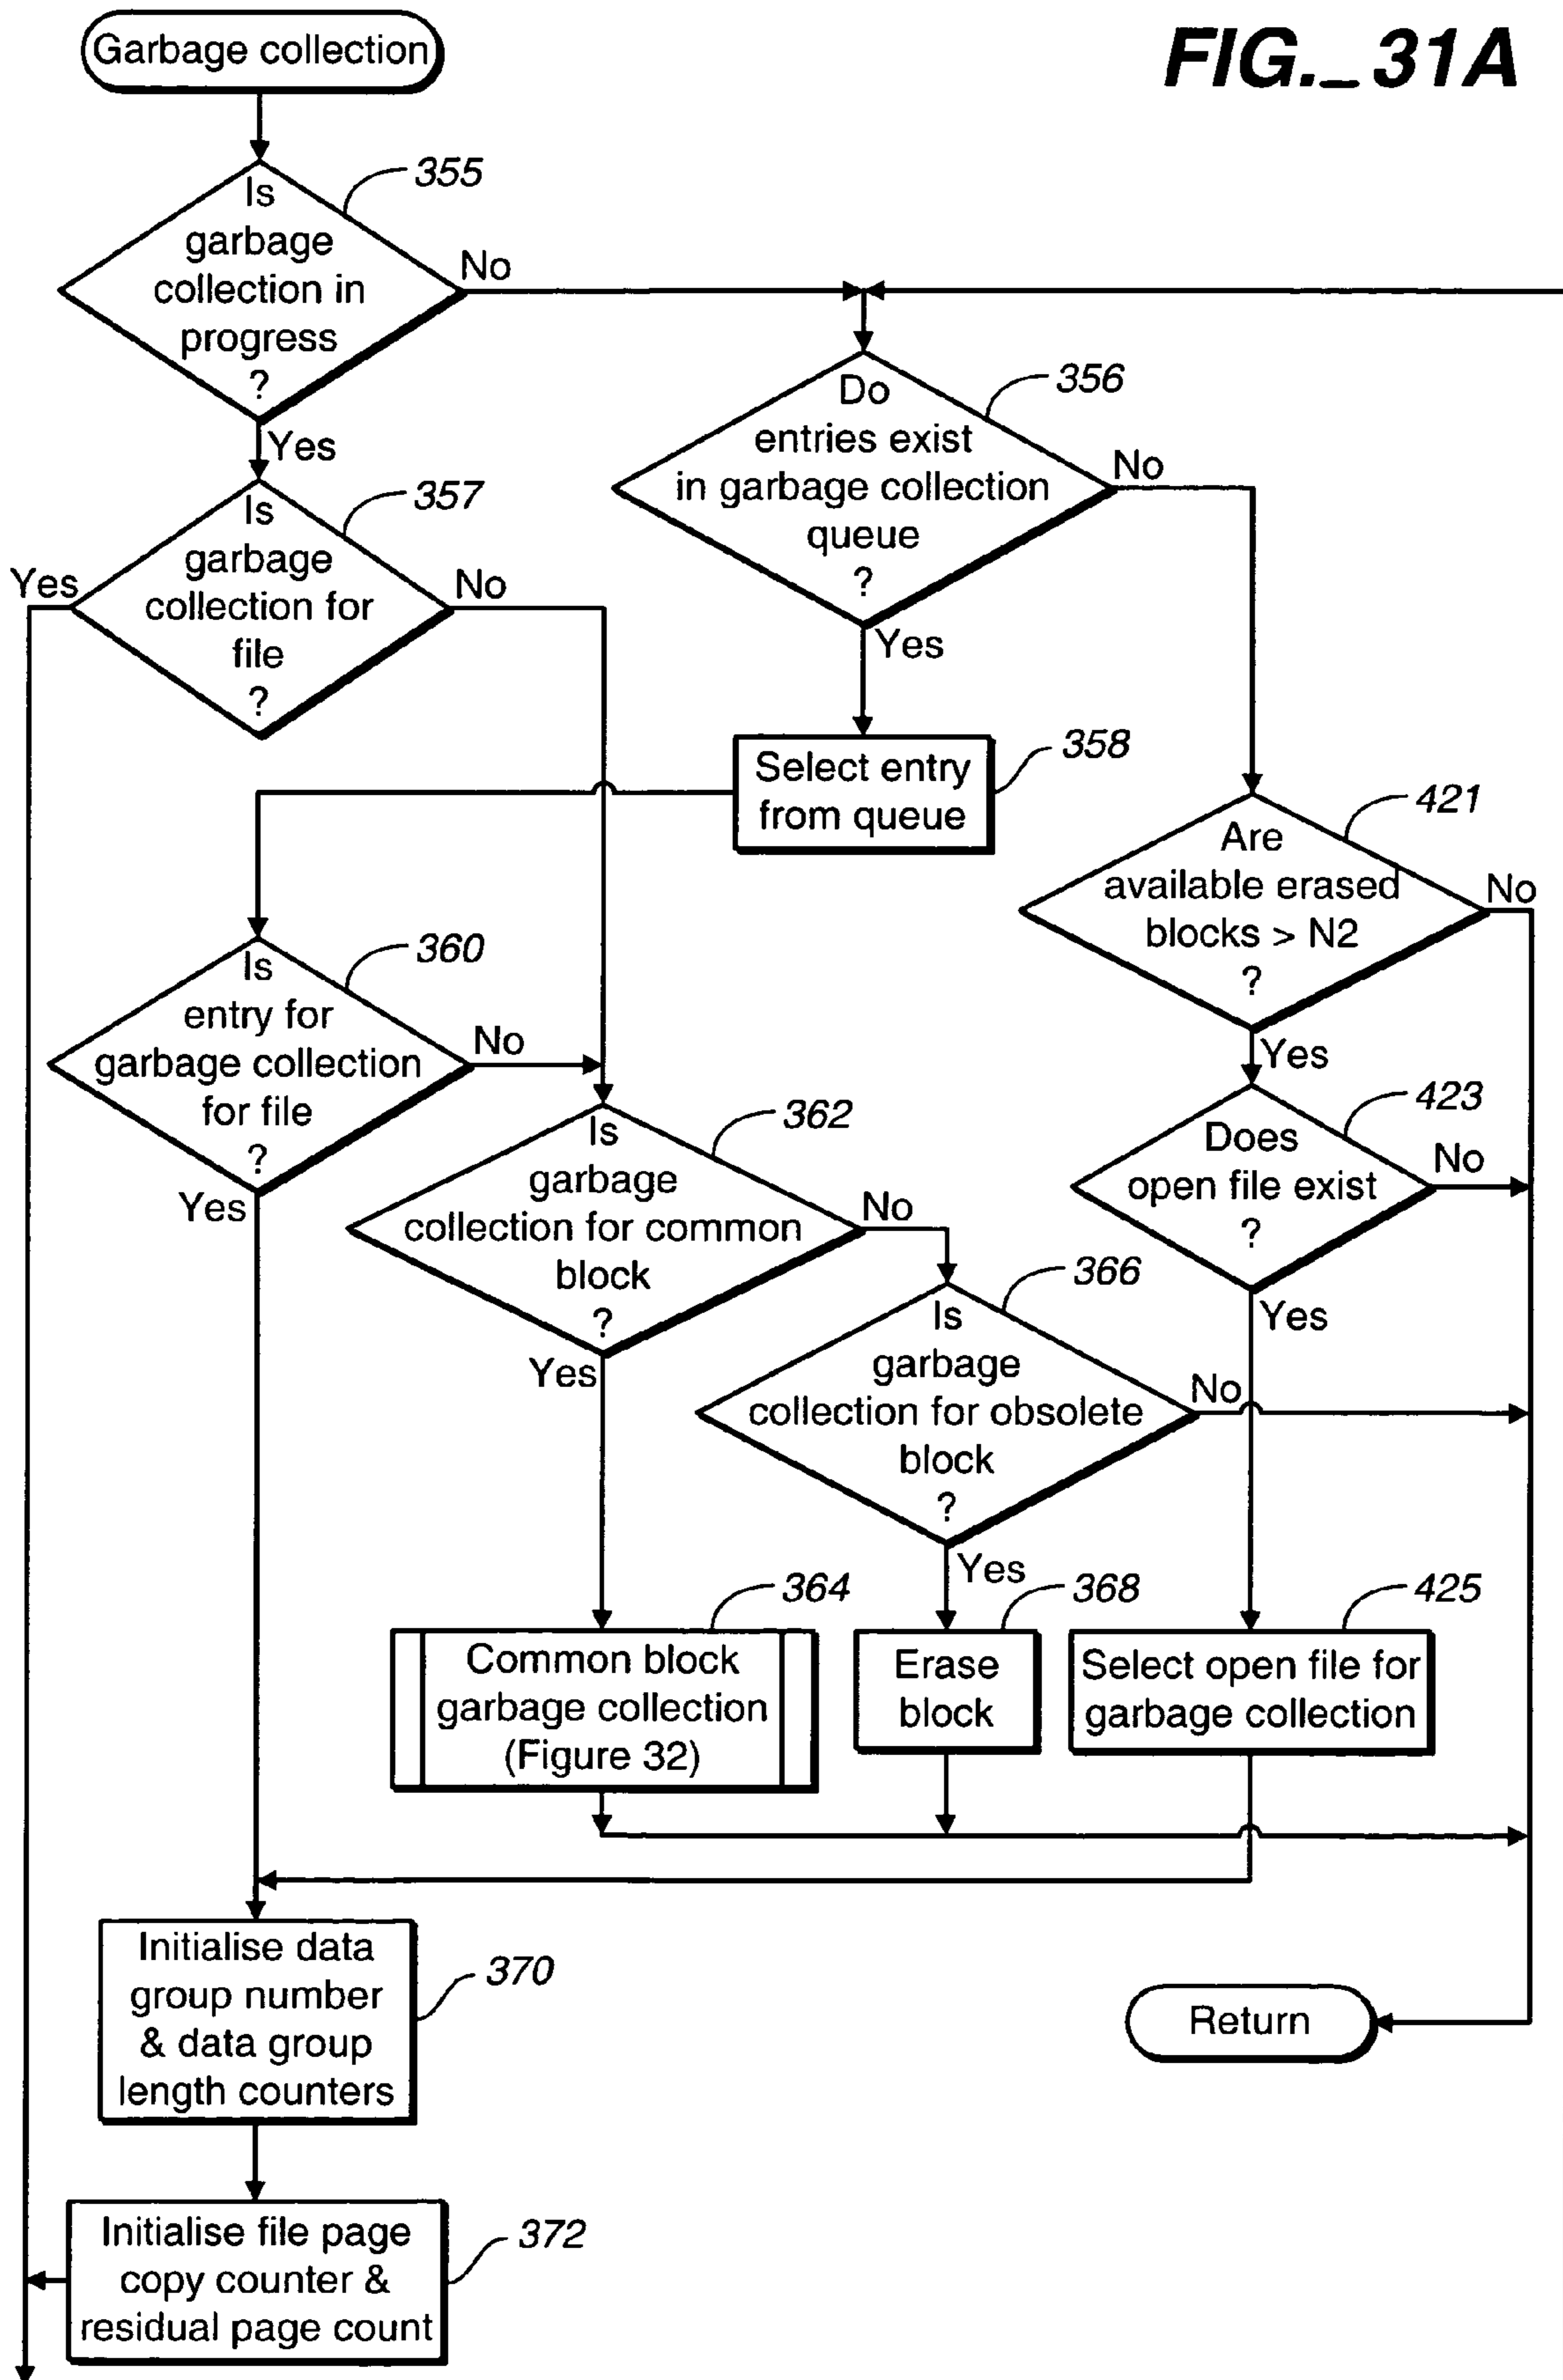 FIG._31A
Garbage collection
355
Is
garbage
collection in
progress
?
No
Yes
356
Do
entries exist
in garbage collection
queue
?
No
Yes
357
Is
garbage
collection for
file
?
Yes
No
358
Select entry
from queue
421
Are
available erased
blocks > N2
?
No
Yes
360
Is
entry for
garbage collection
for file
?
No
Yes
423
Does
open file exist
?
No
Yes
362
Is
garbage
collection for common
block
?
No
Yes
366
Is
garbage
collection for obsolete
block
?
No
Yes
364
Common block
garbage collection
(Figure 32)
368
Erase
block
425
Select open file for
garbage collection
370
Initialise data
group number
& data group
length counters
Return
372
Initialise file page
copy counter &
residual page count